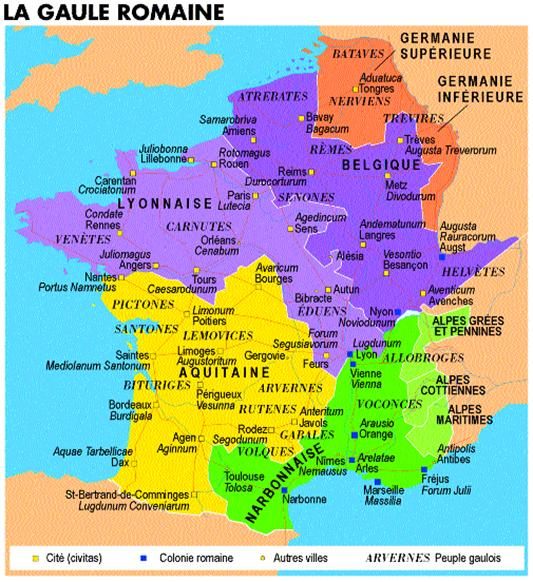 LA GAULE ROMAINE
GERMANIE
SUPÉRIEURE
BATAVES
Aduatuca
Tongres
GERMANIE
INFÉRIEURE
NERVIENS
ATREBATES
Bavay
Bagacum
TRÉVIRES
Samarobriva
Amiens
Trèves
Augusta Treverorum
Juliobonna
Lillebonne
Rotomagus
Rouen
RÈMES
BELGIQUE
Reims
Durocorturum
Carentan
Crociatonum
Metz
Divodurum
Paris
Lutecia
SENONES
LYONNAISE
Condate
Rennes
CARNUTES
Agedincum
Sens
Andematunum
Langres
Augusta
Rauracorum
Augst
VENÈTES
Orléans
Cenabum
Alésia
Vesontio
Besançon
Juliomagus
Angers
HELVÈTES
Avaricum
Bourges
Nantes
Portus Namnetus
Tours
Caesarodunum
Autun
Bibracte
Aventicum
Avenches
PICTONES
Limonum
Poitiers
ÉDUENS
Nyon
Noviodunum
ALPES GRÉES
ET PENNINES
SANTONES
LEMOVICES
Forum
Segusiavorum
Feurs
Lugdunum
Lyon
ALLOBROGES
Saintes
Mediolanum Santonum
Limoges
Augustoritum
Gergovie
Vienne
Vienna
AQUITAINE
ALPES
COTTIENNES
BITURIGES
ARVERNES
Périgueux
Vesunna
VOCONCES
Bordeaux
Burdigala
RUTENES
Anteritum
Javols
ALPES
MARITIMES
Arausio
Orange
Agen
Aginnum
Rodez
Segodunum
GABALES
Aquae Tarbellicae
Dax
VOLQUES
Nîmes
Nemausus
Arelatae
Arles
Antipolis
Antibes
Toulouse
Tolosa
NARBONNAISE
Fréjus
Forum Julii
St-Bertrand-de-Comminges
Lugdunum Conveniarum
Narbonne
Marseille
Massilia
Cité (civitas)
Colonie romaine
Autres villes
ARVERNES Peuple gaulois